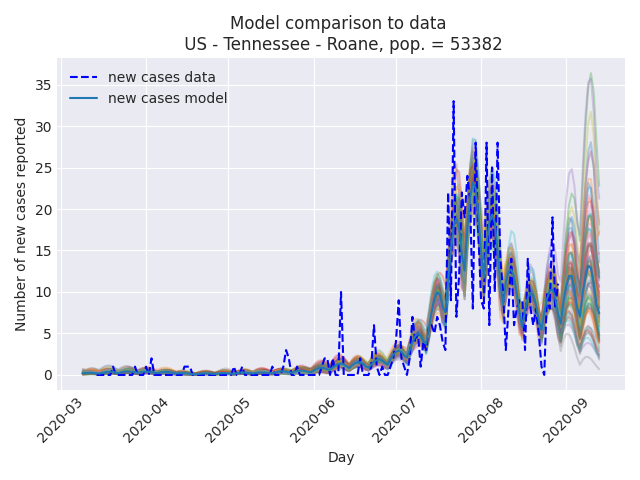 Model comparison to data
US - Tennessee - Roane, pop. = 53382
new cases data
new cases model
Number of new cases reported
35
30
25
20
15
10
5
0
2020-03
2020-04
2020-05
2020-06
2020-07
2020-08
2020-09
Day